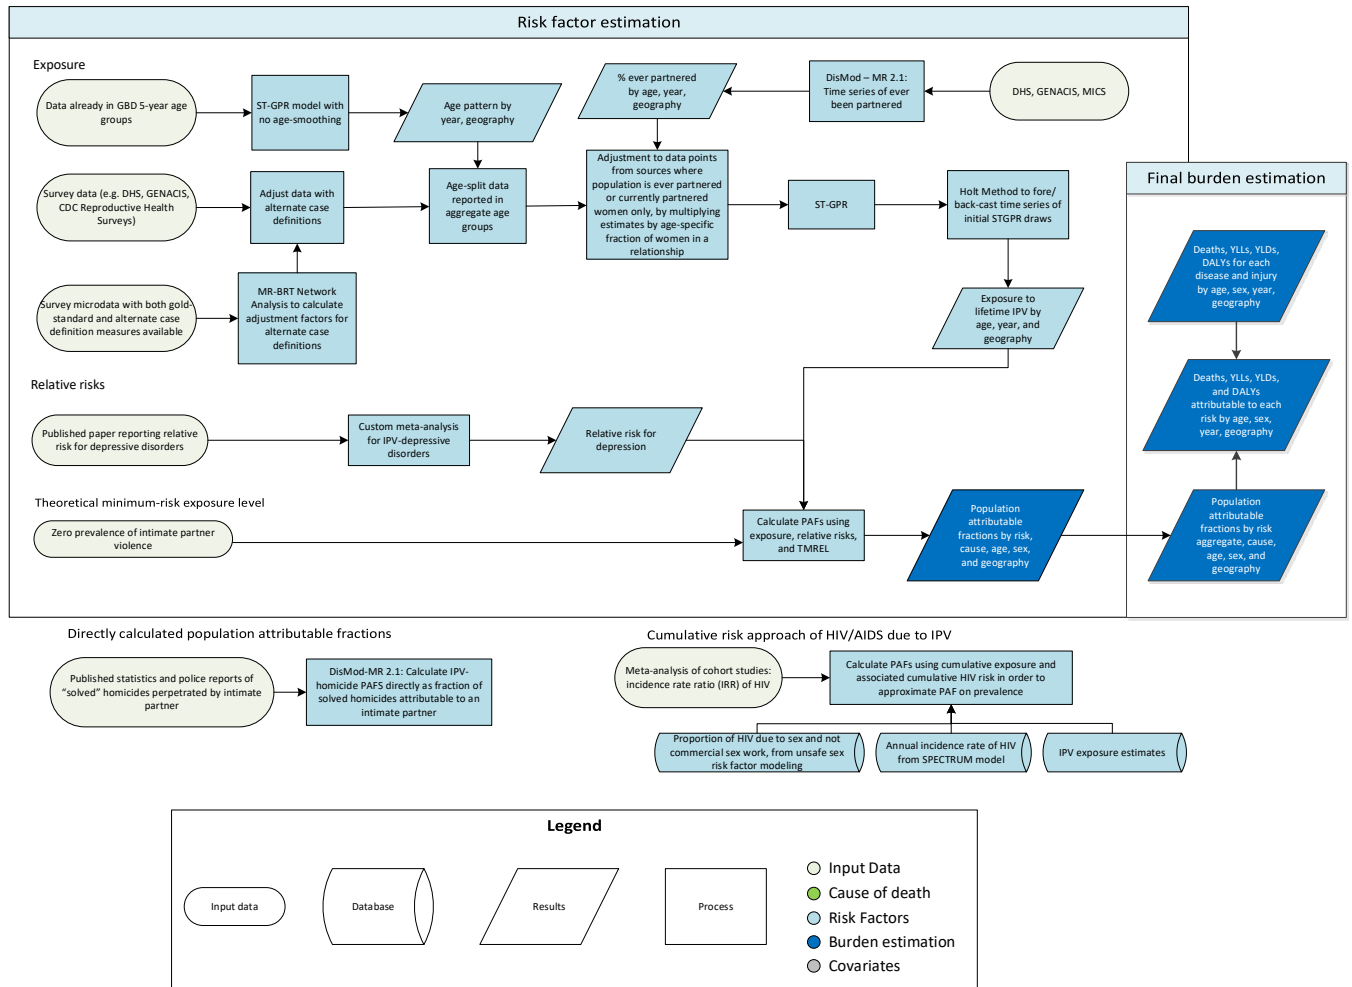 Risk factor estimation
Exposure
Data already in GBD 5-year age
groups
ST-GPR model with
no age-smoothing
Age pattern by
year, geography
% ever partnered
by age, year,
geography
DisMod – MR 2.1:
Time series of ever
been partnered
DHS, GENACIS, MICS
Survey data (e.g. DHS, GENACIS,
CDC Reproductive Health
Surveys)
Adjust data with
alternate case
definitions
Age-split data
reported in
aggregate age
groups
Adjustment to data points
from sources where
population is ever partnered
or currently partnered
women only, by multiplying
estimates by age-specific
fraction of women in a
relationship
ST-GPR
Holt Method to fore/
back-cast time series of
initial STGPR draws
Survey microdata with both gold-
standard and alternate case
definition measures available
MR-BRT Network
Analysis to calculate
adjustment factors for
alternate case
definitions
Exposure to
lifetime IPV by
age, year, and
geography
Relative risks
Published paper reporting relative
risk for depressive disorders
Custom meta-analysis
for IPV-depressive
disorders
Relative risk for
depression
Theoretical minimum-risk exposure level
Zero prevalence of intimate partner
violence
Calculate PAFs using
exposure, relative risks,
and TMREL
Population
attributable
fractions by risk,
cause, age, sex,
and geography
Final burden estimation
Deaths, YLLs, YLDs,
DALYs for each
disease and injury
by age, sex, year,
geography
Deaths, YLLs, YLDs,
and DALYs
attributable to each
risk by age, sex,
year, geography
Population
attributable
fractions by risk
aggregate, cause,
age, sex, and
geography
Directly calculated population attributable fractions
Published statistics and police reports of
“solved” homicides perpetrated by intimate
partner
DisMod-MR 2.1: Calculate IPV-
homicide PAFS directly as fraction of
solved homicides attributable to an
intimate partner
Cumulative risk approach of HIV/AIDS due to IPV
Meta-analysis of cohort studies:
incidence rate ratio (IRR) of HIV
Calculate PAFs using cumulative exposure and
associated cumulative HIV risk in order to
approximate PAF on prevalence
Proportion of HIV due to sex and not
commercial sex work, from unsafe sex
risk factor modeling
Annual incidence rate of HIV
from SPECTRUM model
IPV exposure estimates
Legend
Input data
Database
Results
Process
Input Data
Cause of death
Risk Factors
Burden estimation
Covariates